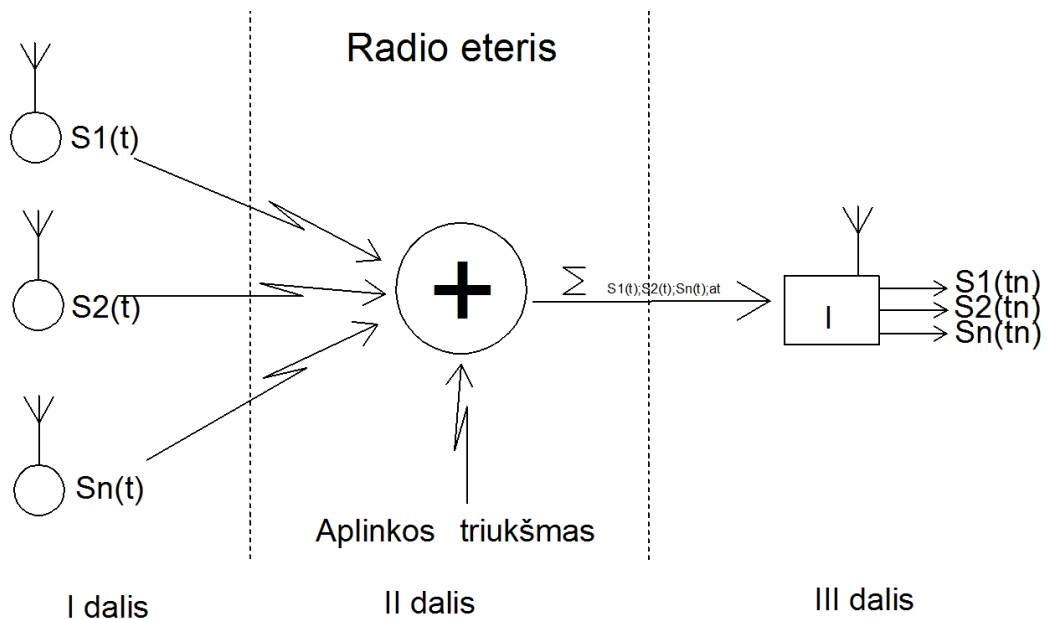 Radio eteris
S1(t)
S2(t)
Sn(t)
Σ S1(t);S2(t);Sn(t);at
I
S1(tn)
S2(tn)
Sn(tn)
Aplinkos triukšmas
I dalis
II dalis
III dalis